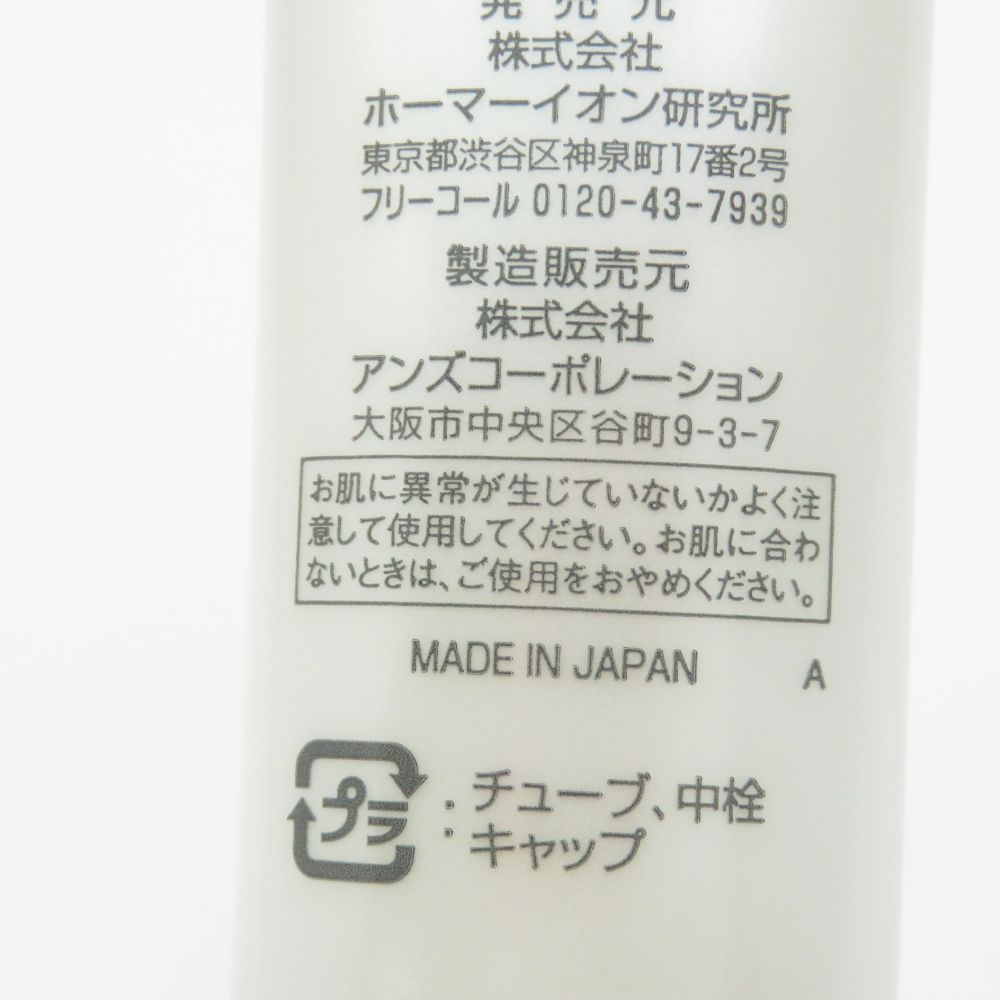 発売元
株式会社
ホーマーイオン研究所
東京都渋谷区神泉町17番2号
フリーコール 0120-43-7939
製造販売元
株式会社
アンズコーポレーション
大阪市中央区谷町9-3-7
お肌に異常が生じていないかよく注
意して使用してください。お肌に合わ
ないときは、ご使用をおやめください。
MADE IN JAPAN A
プラ : チューブ、中栓
: キャップ